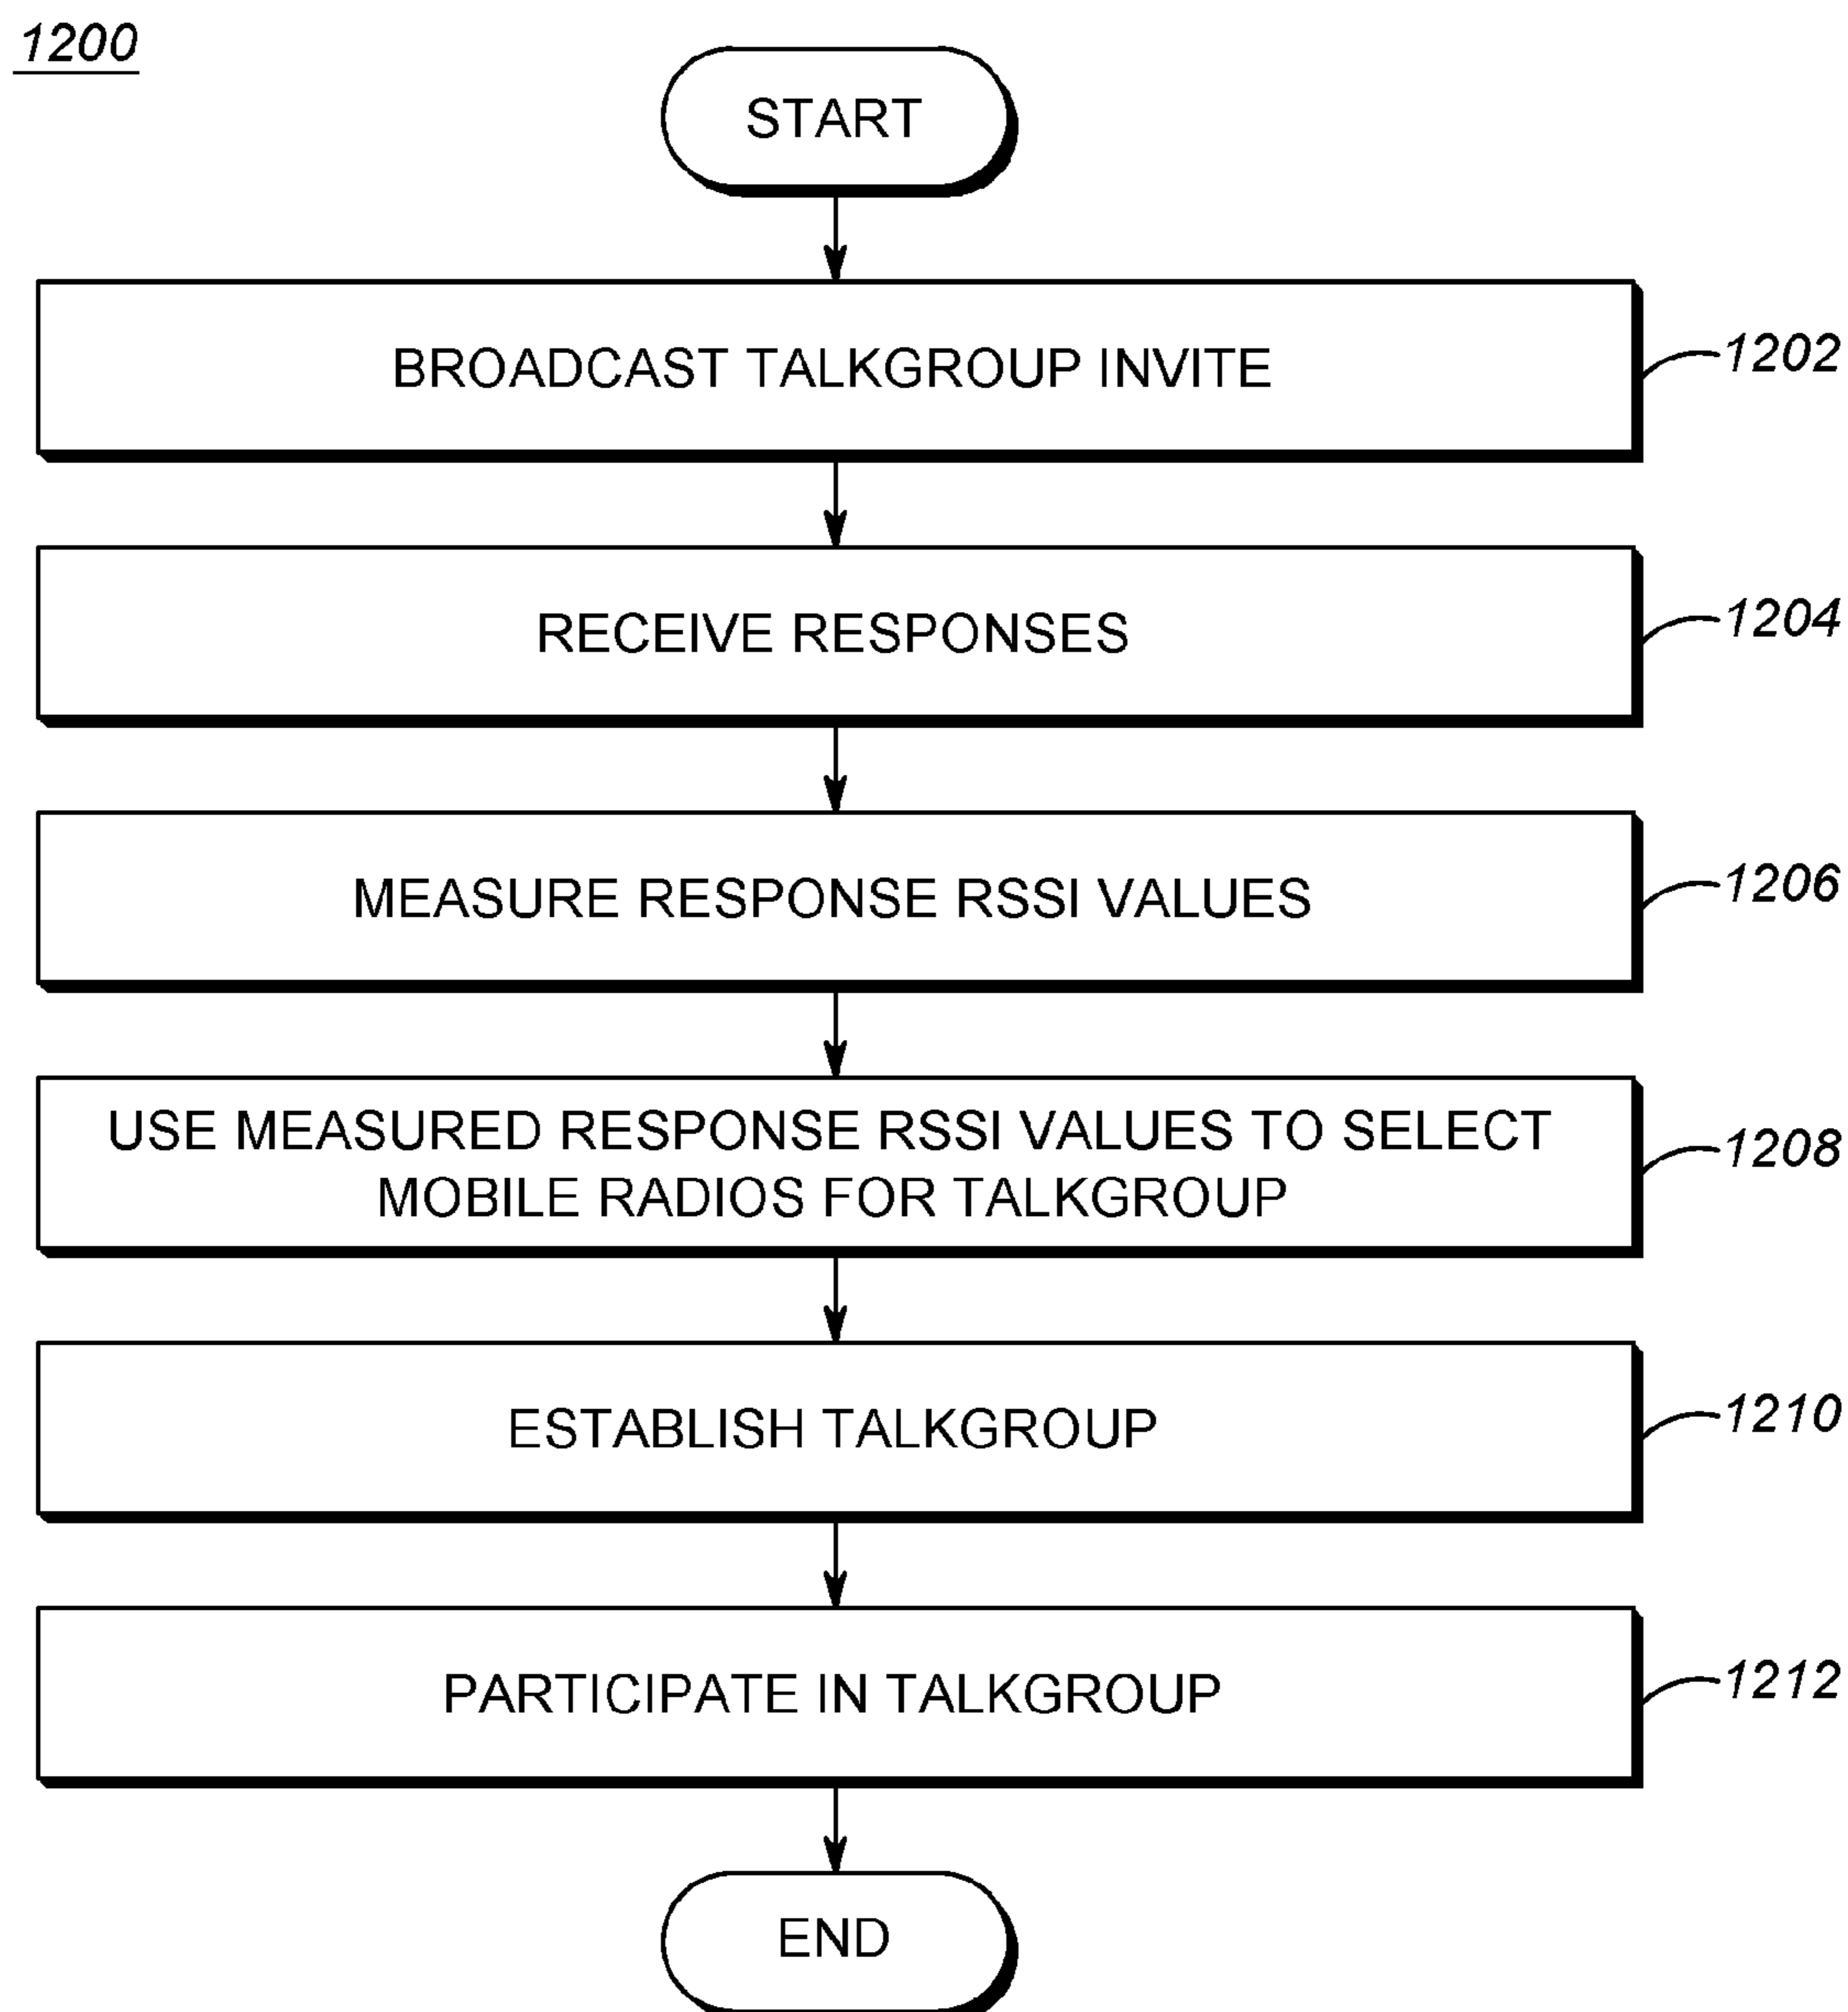 1200
START
BROADCAST TALKGROUP INVITE
1202
RECEIVE RESPONSES
1204
MEASURE RESPONSE RSSI VALUES
1206
USE MEASURED RESPONSE RSSI VALUES TO SELECT
MOBILE RADIOS FOR TALKGROUP
1208
ESTABLISH TALKGROUP
1210
PARTICIPATE IN TALKGROUP
1212
END